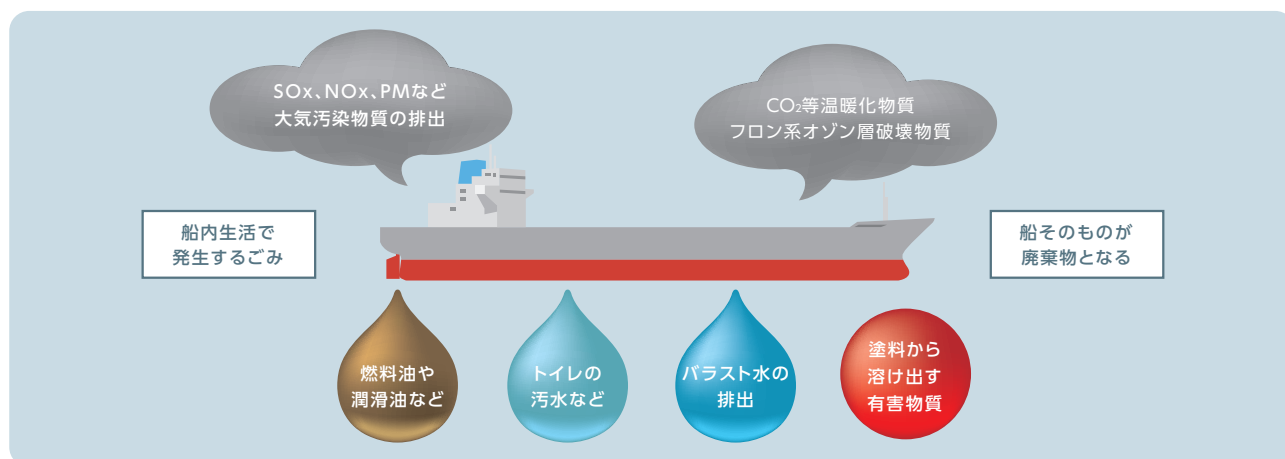 SOx、NOx、PMなど
大気汚染物質の排出
CO₂等温暖化物質
フロン系オゾン層破壊物質
船内生活で
発生するごみ
船そのものが
廃棄物となる
燃料油や
潤滑油など
トイレの
汚水など
バラスト水の
排出
塗料から
溶け出す
有害物質